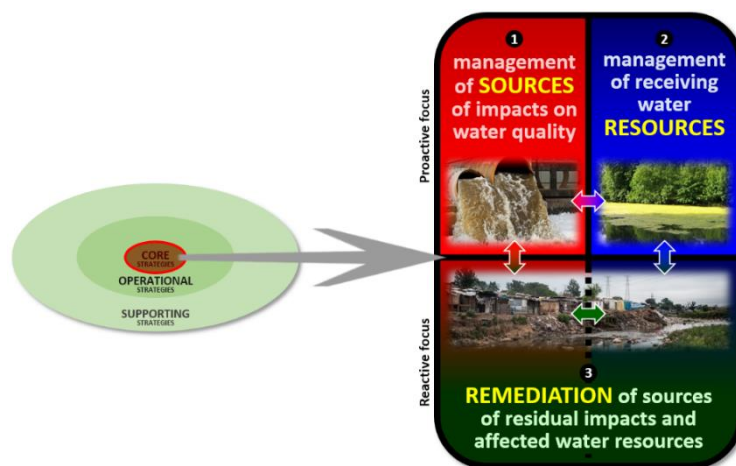 CORE
STRATEGIES
OPERATIONAL
STRATEGIES
SUPPORTING
STRATEGIES
Proactive focus
Reactive focus
1
management
of SOURCES
of impacts on
water quality
2
management
of receiving
water
RESOURCES
3
REMEDIATION of sources
of residual impacts and
affected water resources